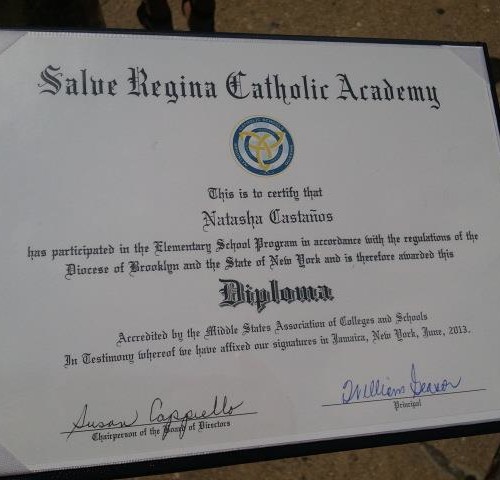 Salve Regina Catholic Academy
This is to certify that
Natasha Castaños
has participated in the Elementary School Program in accordance with the regulations of the
Diocese of Brooklyn and the State of New York and is therefore awarded this
Diploma
Accredited by the Middle States Association of Colleges and Schools
In Testimony whereof we have affixed our signatures in Jamaica, New York, June, 2013.
Susan Cappiello
Chairperson of the Board of Directors
William Geasor
Principal